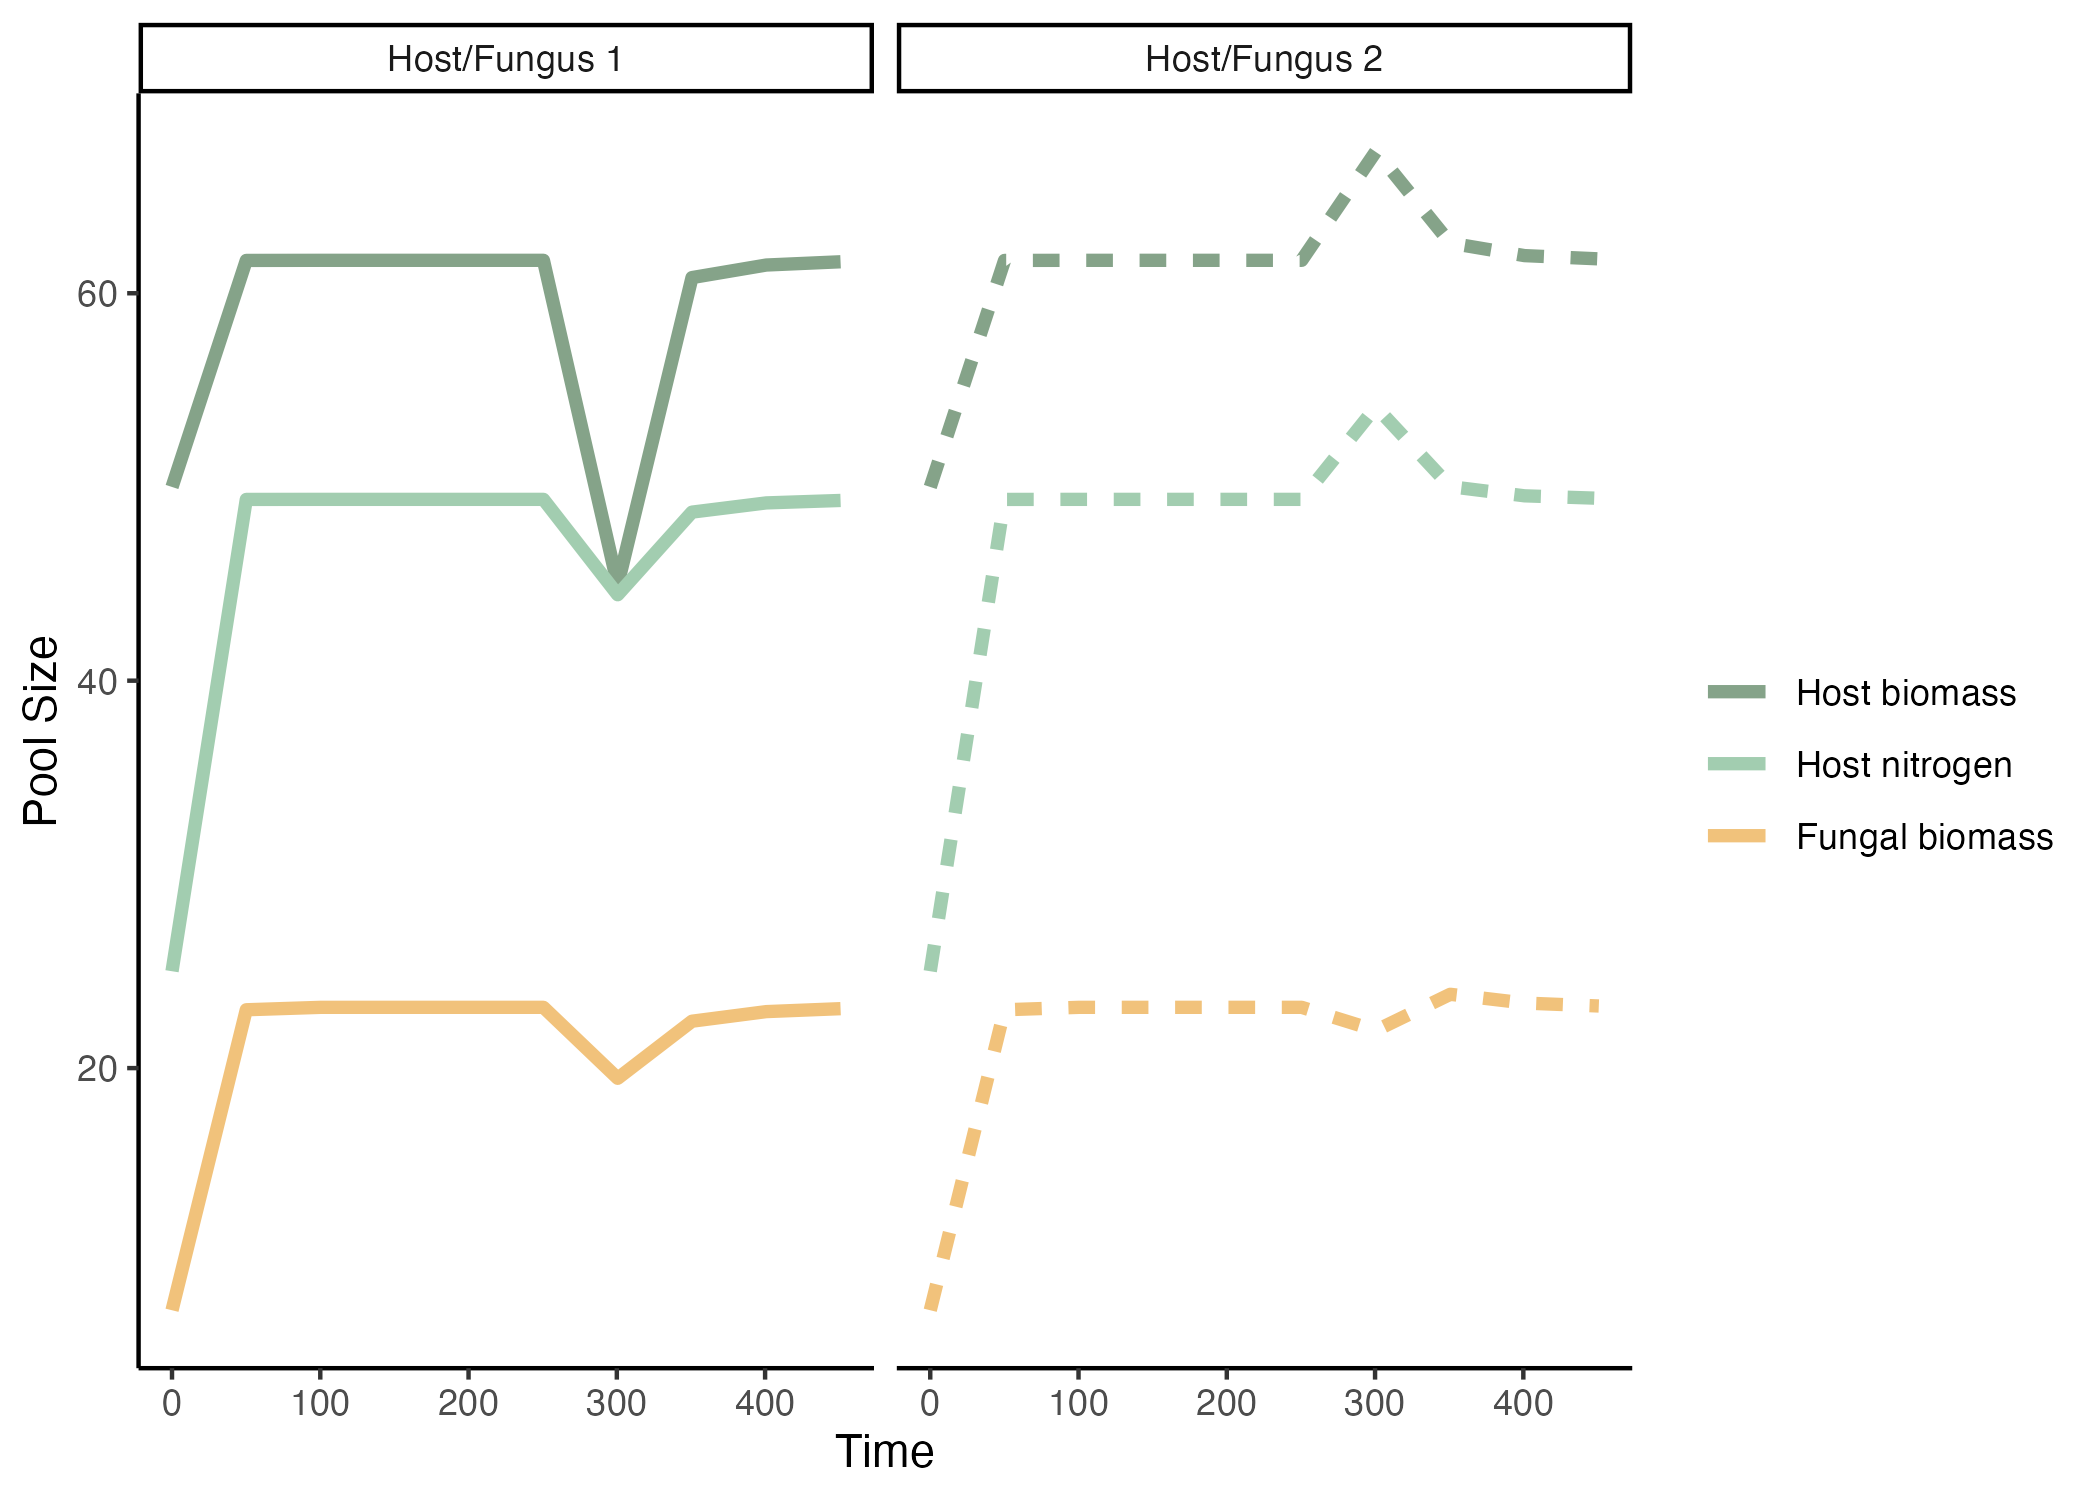 Host/Fungus 1
Host/Fungus 2
60
40
20
Pool Size
0 100 200 300 400
0 100 200 300 400
Time
Host biomass
Host nitrogen
Fungal biomass